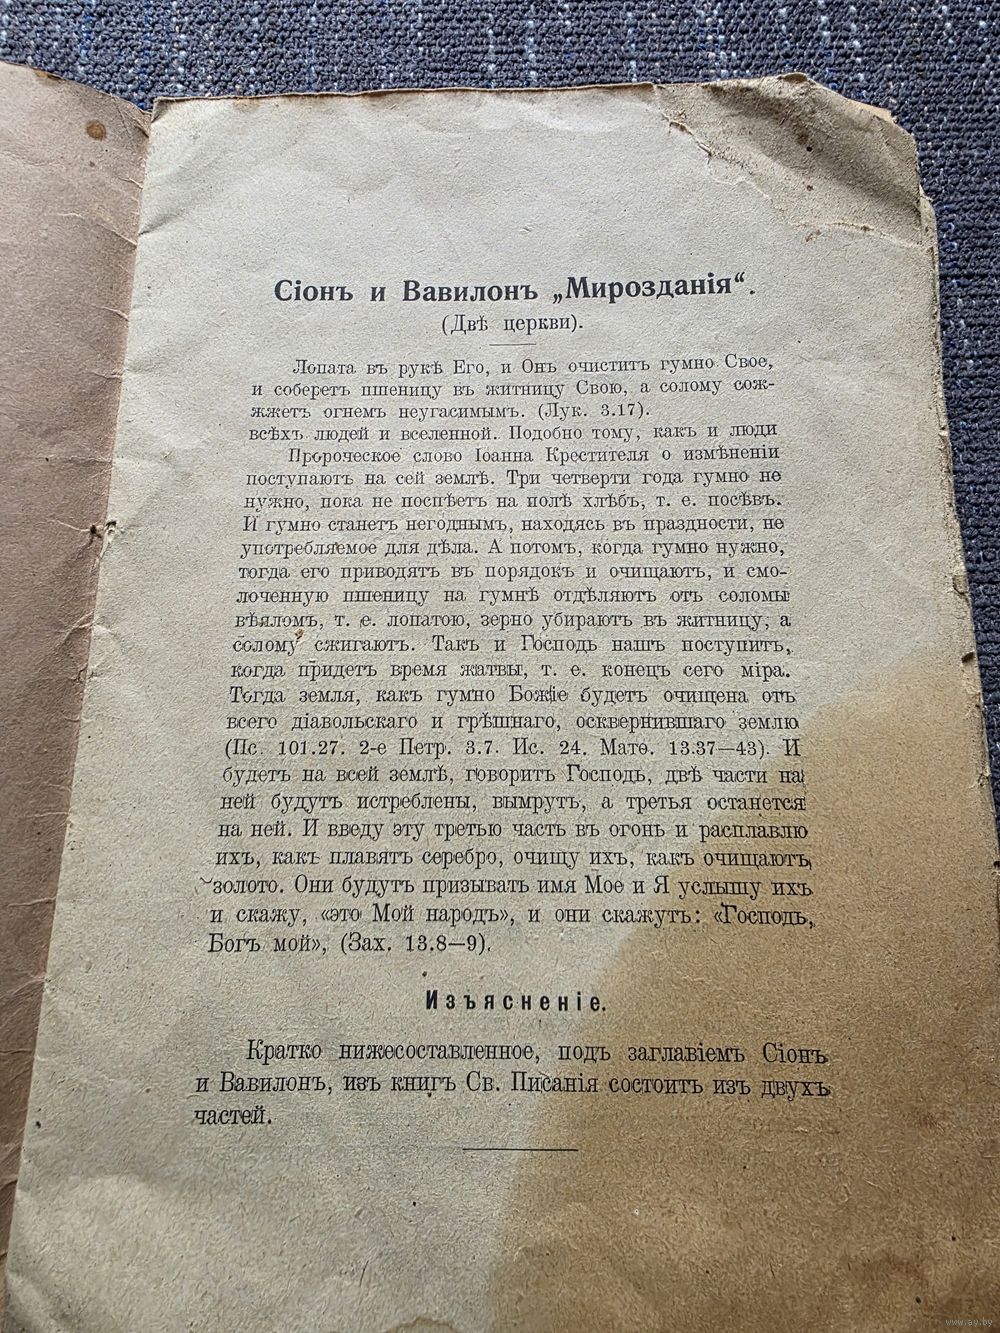 Сіонъ и Вавилонъ „Мирозданія“.
(Двѣ церкви).
Лопата въ рукѣ Его, и Онъ очиститъ гумно Свое,
и соберетъ пшеницу въ житницу Свою, а солому сож-
жжетъ огнемъ неугасимымъ. (Лук. 3.17).
всѣхъ людей и вселенной. Подобно тому, какъ и люди
Пророческое слово Іоанна Крестителя о измѣненіи
поступаютъ на сей землѣ. Три четверти года гумно не
нужно, пока не поспѣетъ на полѣ хлѣбъ, т. е. посѣвъ.
И гумно станетъ негоднымъ, находясь въ праздности, не
употребляемое для дѣла. А потомъ, когда гумно нужно,
тогда его приводятъ въ порядокъ и очищаютъ, и смо-
лоченную пшеницу на гумнѣ отдѣляютъ отъ соломы
вѣяломъ, т. е. лопатою, зерно убираютъ въ житницу, а
солому сжигаютъ. Такъ и Господь нашъ поступитъ,
когда придетъ время жатвы, т. е. конецъ сего міра.
Тогда земля, какъ гумно Божіе будетъ очищена отъ
всего діавольскаго и грѣшнаго, осквернившаго землю
(Пс. 101.27. 2-е Петр. 3.7. Ис. 24. Матѳ. 13.37—43). И
будетъ на всей землѣ, говоритъ Господь, двѣ части на
ней будутъ истреблены, вымрутъ, а третья останется
на ней. И введу эту третью часть въ огонь и расплавлю
ихъ, какъ плавятъ серебро, очищу ихъ, какъ очищаютъ
золото. Они будутъ призывать имя Мое и Я услышу ихъ
и скажу, «это Мой народъ», и они скажутъ: «Господь,
Богъ мой», (Зах. 13.8—9).
Изъясненіе.
Кратко нижесоставленное, подъ заглавіемъ Сіонъ
и Вавилонъ, изъ книгъ Св. Писанія состоитъ изъ двухъ
частей.
www.ay.by